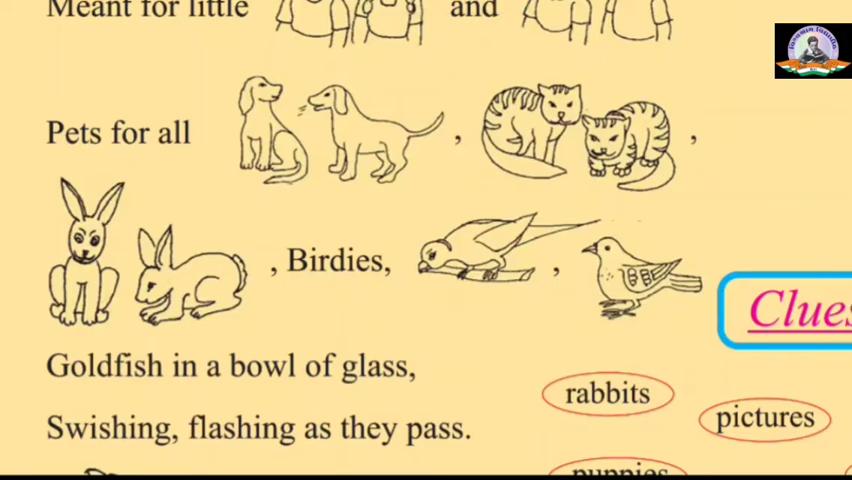 Meant for little and
Pets for all , ,
, Birdies, ,
Goldfish in a bowl of glass,
Swishing, flashing as they pass.
Clues
rabbits
pictures
puppies